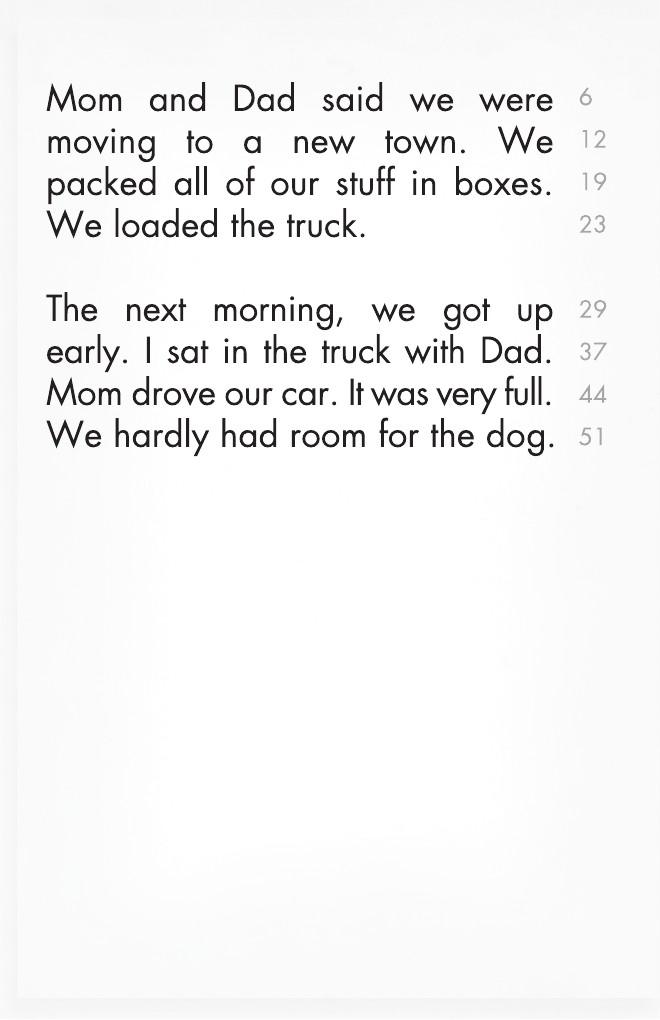 Mom and Dad said we were 6
moving to a new town. We 12
packed all of our stuff in boxes. 19
We loaded the truck. 23
The next morning, we got up 29
early. I sat in the truck with Dad. 37
Mom drove our car. It was very full. 44
We hardly had room for the dog. 51